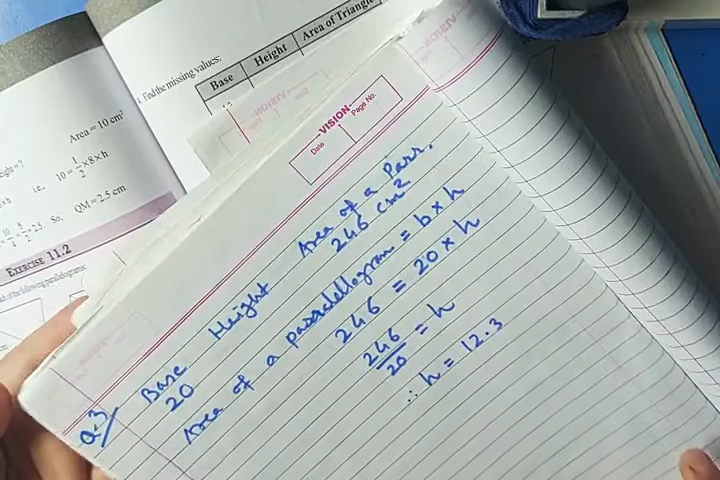 Area = 10 cm²
i.e, 10 = 1/2 × 8 × h
So, QM = 2.5 cm
EXERCISE 11.2
Find the missing values:
Base Height Area of Triangle
VISION
Date Page No.
Q.3 Base Height Area of a Parr.
20 246 cm²
Area of a parallelogram = b × h
246 = 20 × h
246/20 = h
∴ h = 12.3